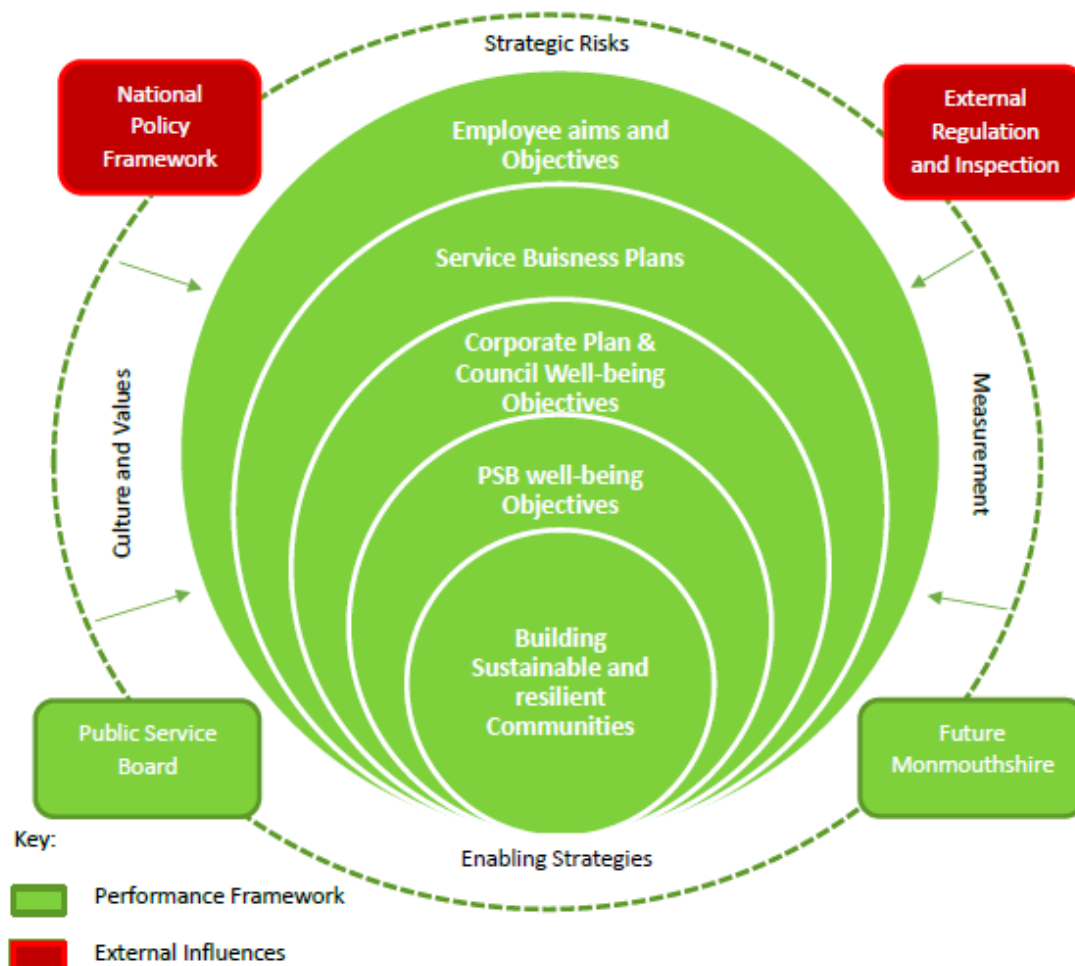 Strategic Risks
National
Policy
Framework
External
Regulation
and Inspection
Employee aims and
Objectives
Service Buisness Plans
Corporate Plan &
Council Well-being
Objectives
Culture and Values
Measurement
PSB well-being
Objectives
Building
Sustainable and
resilient
Communities
Public Service
Board
Future
Monmouthshire
Enabling Strategies
Key:
Performance Framework
External Influences